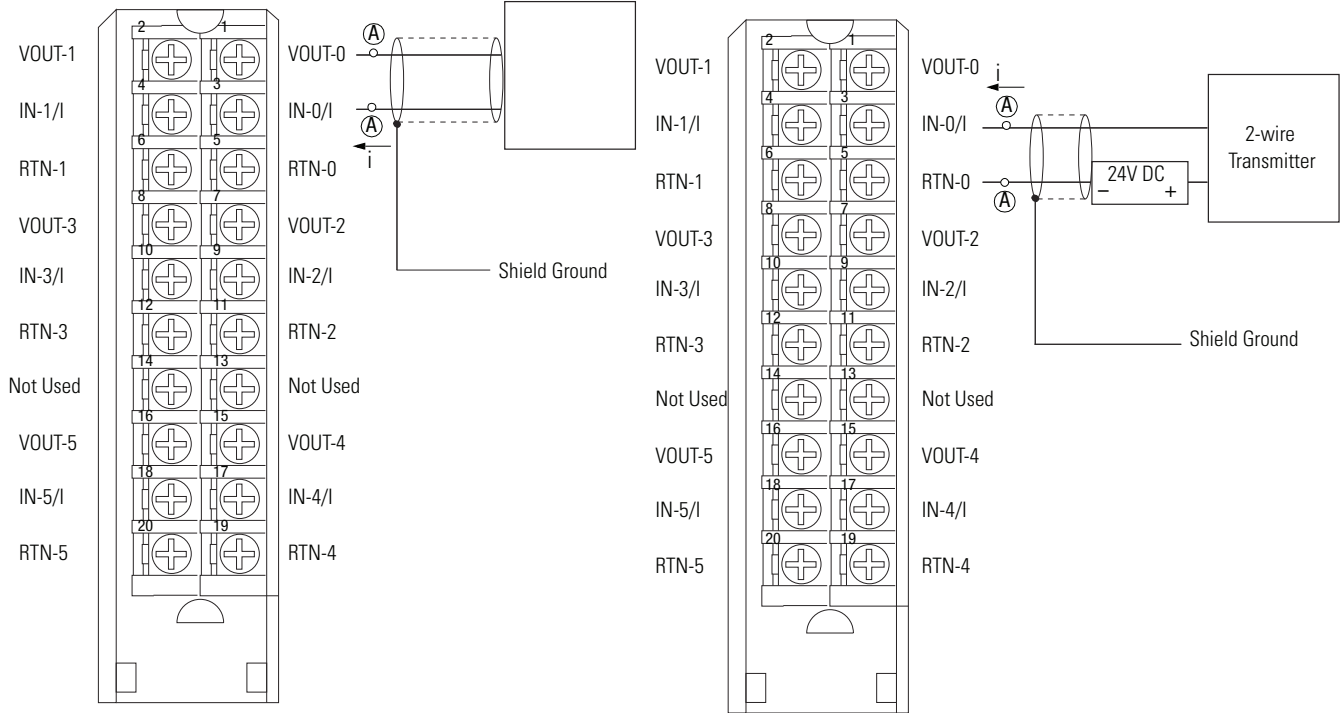 2 1
VOUT-1 VOUT-0 A
4 3
IN-1/I IN-0/I A
i
6 5
RTN-1 RTN-0
8 7
VOUT-3 VOUT-2
10 9
IN-3/I IN-2/I Shield Ground
12 11
RTN-3 RTN-2
14 13
Not Used Not Used
16 15
VOUT-5 VOUT-4
18 17
IN-5/I IN-4/I
20 19
RTN-5 RTN-4
2 1
VOUT-1 VOUT-0 i
A
4 3
IN-1/I IN-0/I
2-wire
Transmitter
6 5
RTN-1 RTN-0 24V DC
A − +
8 7
VOUT-3 VOUT-2
10 9
IN-3/I IN-2/I
12 11
RTN-3 RTN-2 Shield Ground
14 13
Not Used Not Used
16 15
VOUT-5 VOUT-4
18 17
IN-5/I IN-4/I
20 19
RTN-5 RTN-4